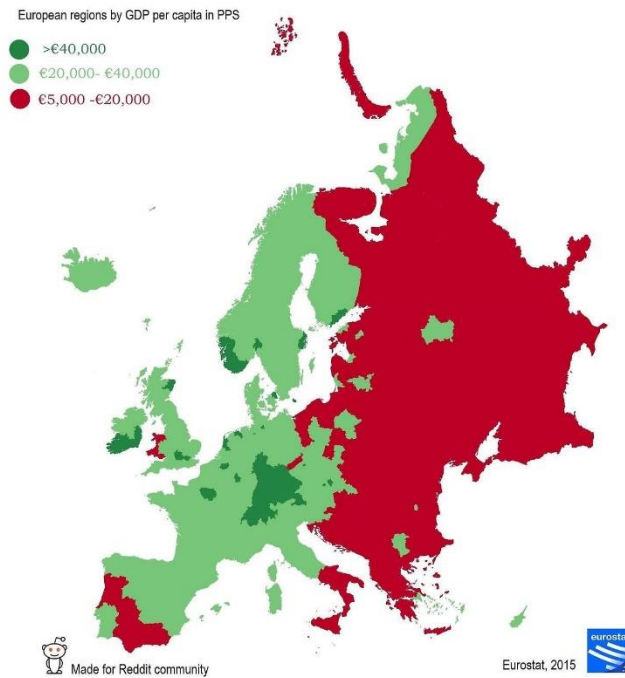 European regions by GDP per capita in PPS
>€40,000
€20,000- €40,000
€5,000 -€20,000
Made for Reddit community
Eurostat, 2015
eurostat